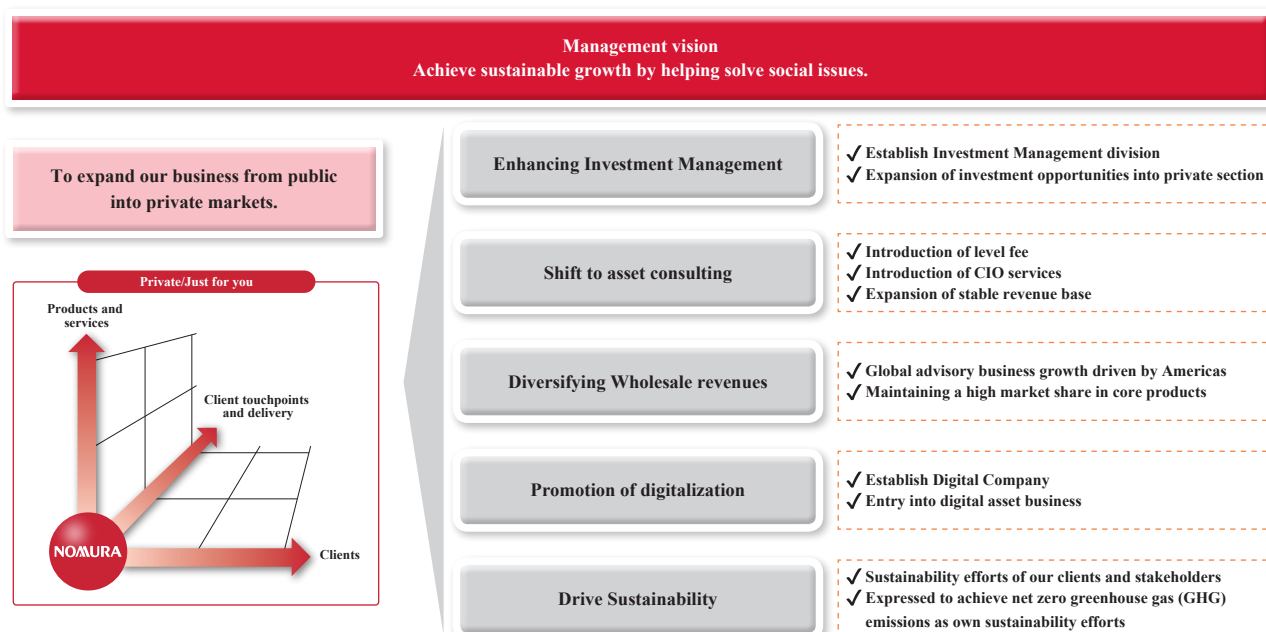 Management vision
Achieve sustainable growth by helping solve social issues.
To expand our business from public
into private markets.
Private/Just for you
Products and
services
Client touchpoints
and delivery
NOMURA
Clients
Enhancing Investment Management
✓ Establish Investment Management division
✓ Expansion of investment opportunities into private section
Shift to asset consulting
✓ Introduction of level fee
✓ Introduction of CIO services
✓ Expansion of stable revenue base
Diversifying Wholesale revenues
✓ Global advisory business growth driven by Americas
✓ Maintaining a high market share in core products
Promotion of digitalization
✓ Establish Digital Company
✓ Entry into digital asset business
Drive Sustainability
✓ Sustainability efforts of our clients and stakeholders
✓ Expressed to achieve net zero greenhouse gas (GHG)
emissions as own sustainability efforts